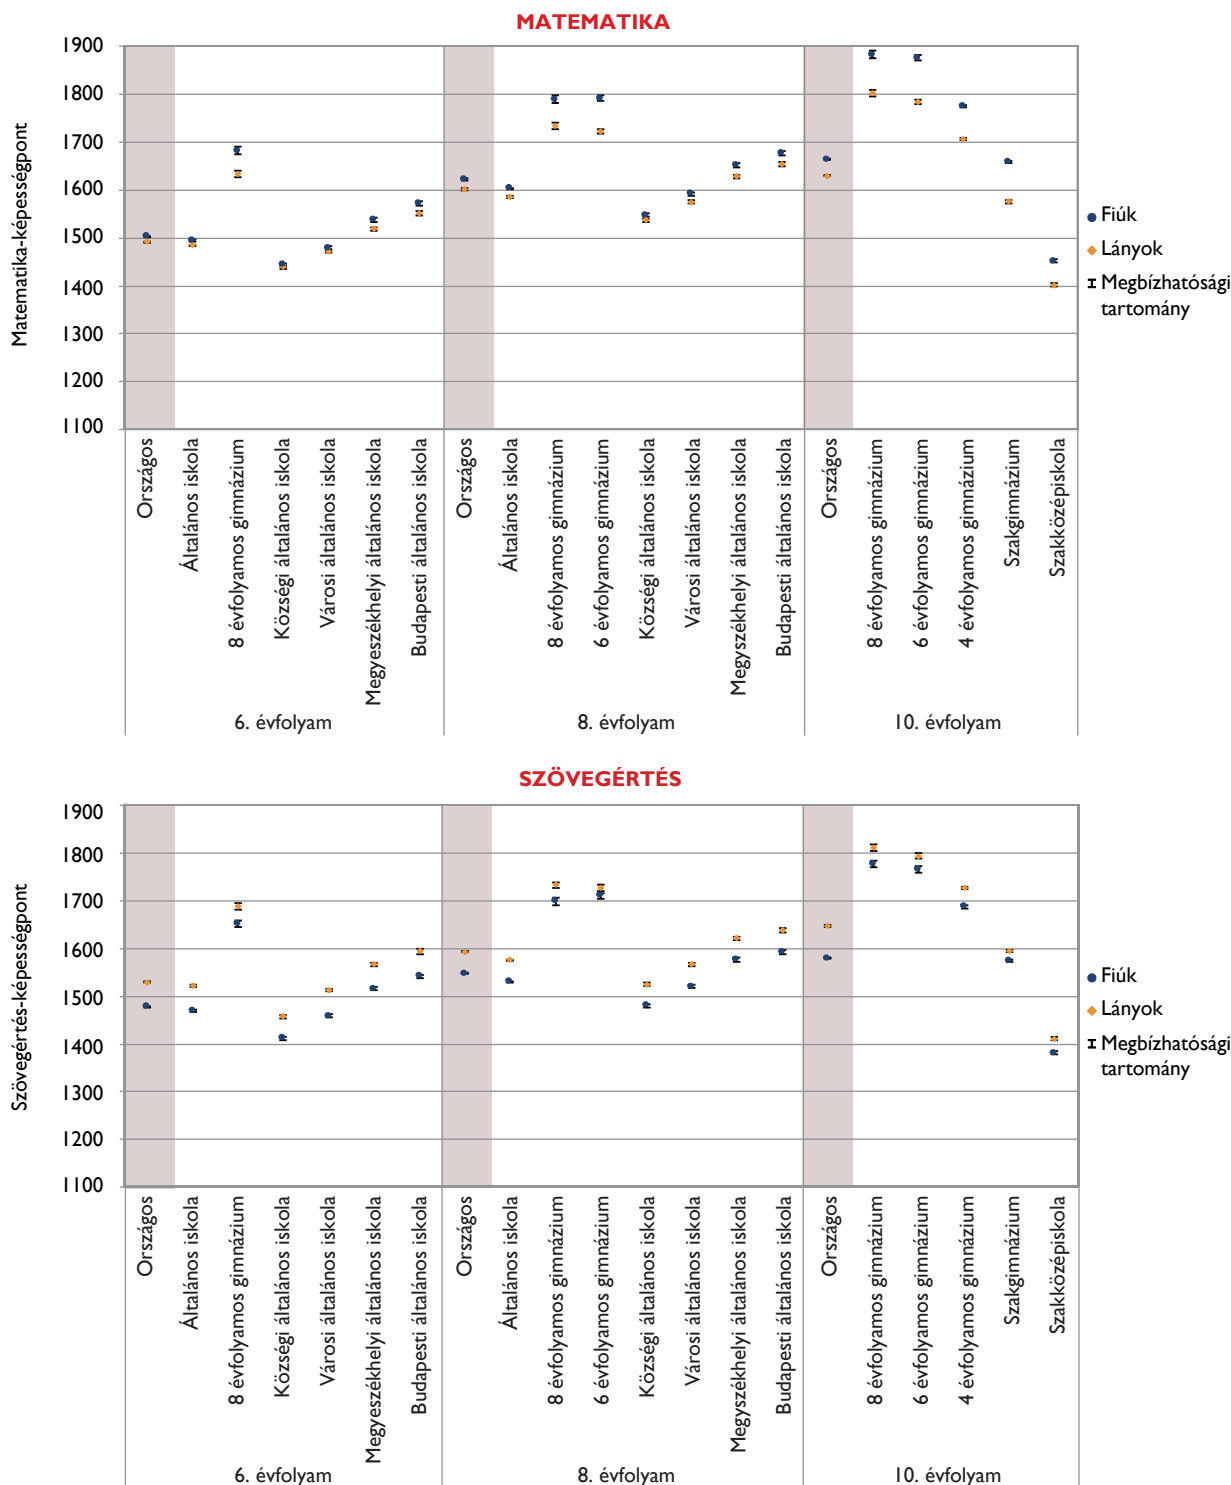 MATEMATIKA
1900
1800
1700
1600
1500
1400
1300
1200
1100
Matematika-képességpont
Fiúk
Lányok
Megbízhatósági
tartomány
Országos
Általános iskola
8 évfolyamos gimnázium
Községi általános iskola
Városi általános iskola
Megyeszékhelyi általános iskola
Budapesti általános iskola
Országos
Általános iskola
8 évfolyamos gimnázium
6 évfolyamos gimnázium
Községi általános iskola
Városi általános iskola
Megyszékhelyi általános iskola
Budapesti általános iskola
Országos
8 évfolyamos gimnázium
6 évfolyamos gimnázium
4 évfolyamos gimnázium
Szakgimnázium
Szakközépiskola
6. évfolyam
8. évfolyam
10. évfolyam
SZÖVEGÉRTÉS
1900
1800
1700
1600
1500
1400
1300
1200
1100
Szövegértés-képességpont
Fiúk
Lányok
Megbízhatósági
tartomány
Országos
Általános iskola
8 évfolyamos gimnázium
Községi általános iskola
Városi általános iskola
Megyeszékhelyi általános iskola
Budapesti általános iskola
Országos
Általános iskola
8 évfolyamos gimnázium
6 évfolyamos gimnázium
Községi általános iskola
Városi általános iskola
Megyszékhelyi általános iskola
Budapesti általános iskola
Országos
8 évfolyamos gimnázium
6 évfolyamos gimnázium
4 évfolyamos gimnázium
Szakgimnázium
Szakközépiskola
6. évfolyam
8. évfolyam
10. évfolyam